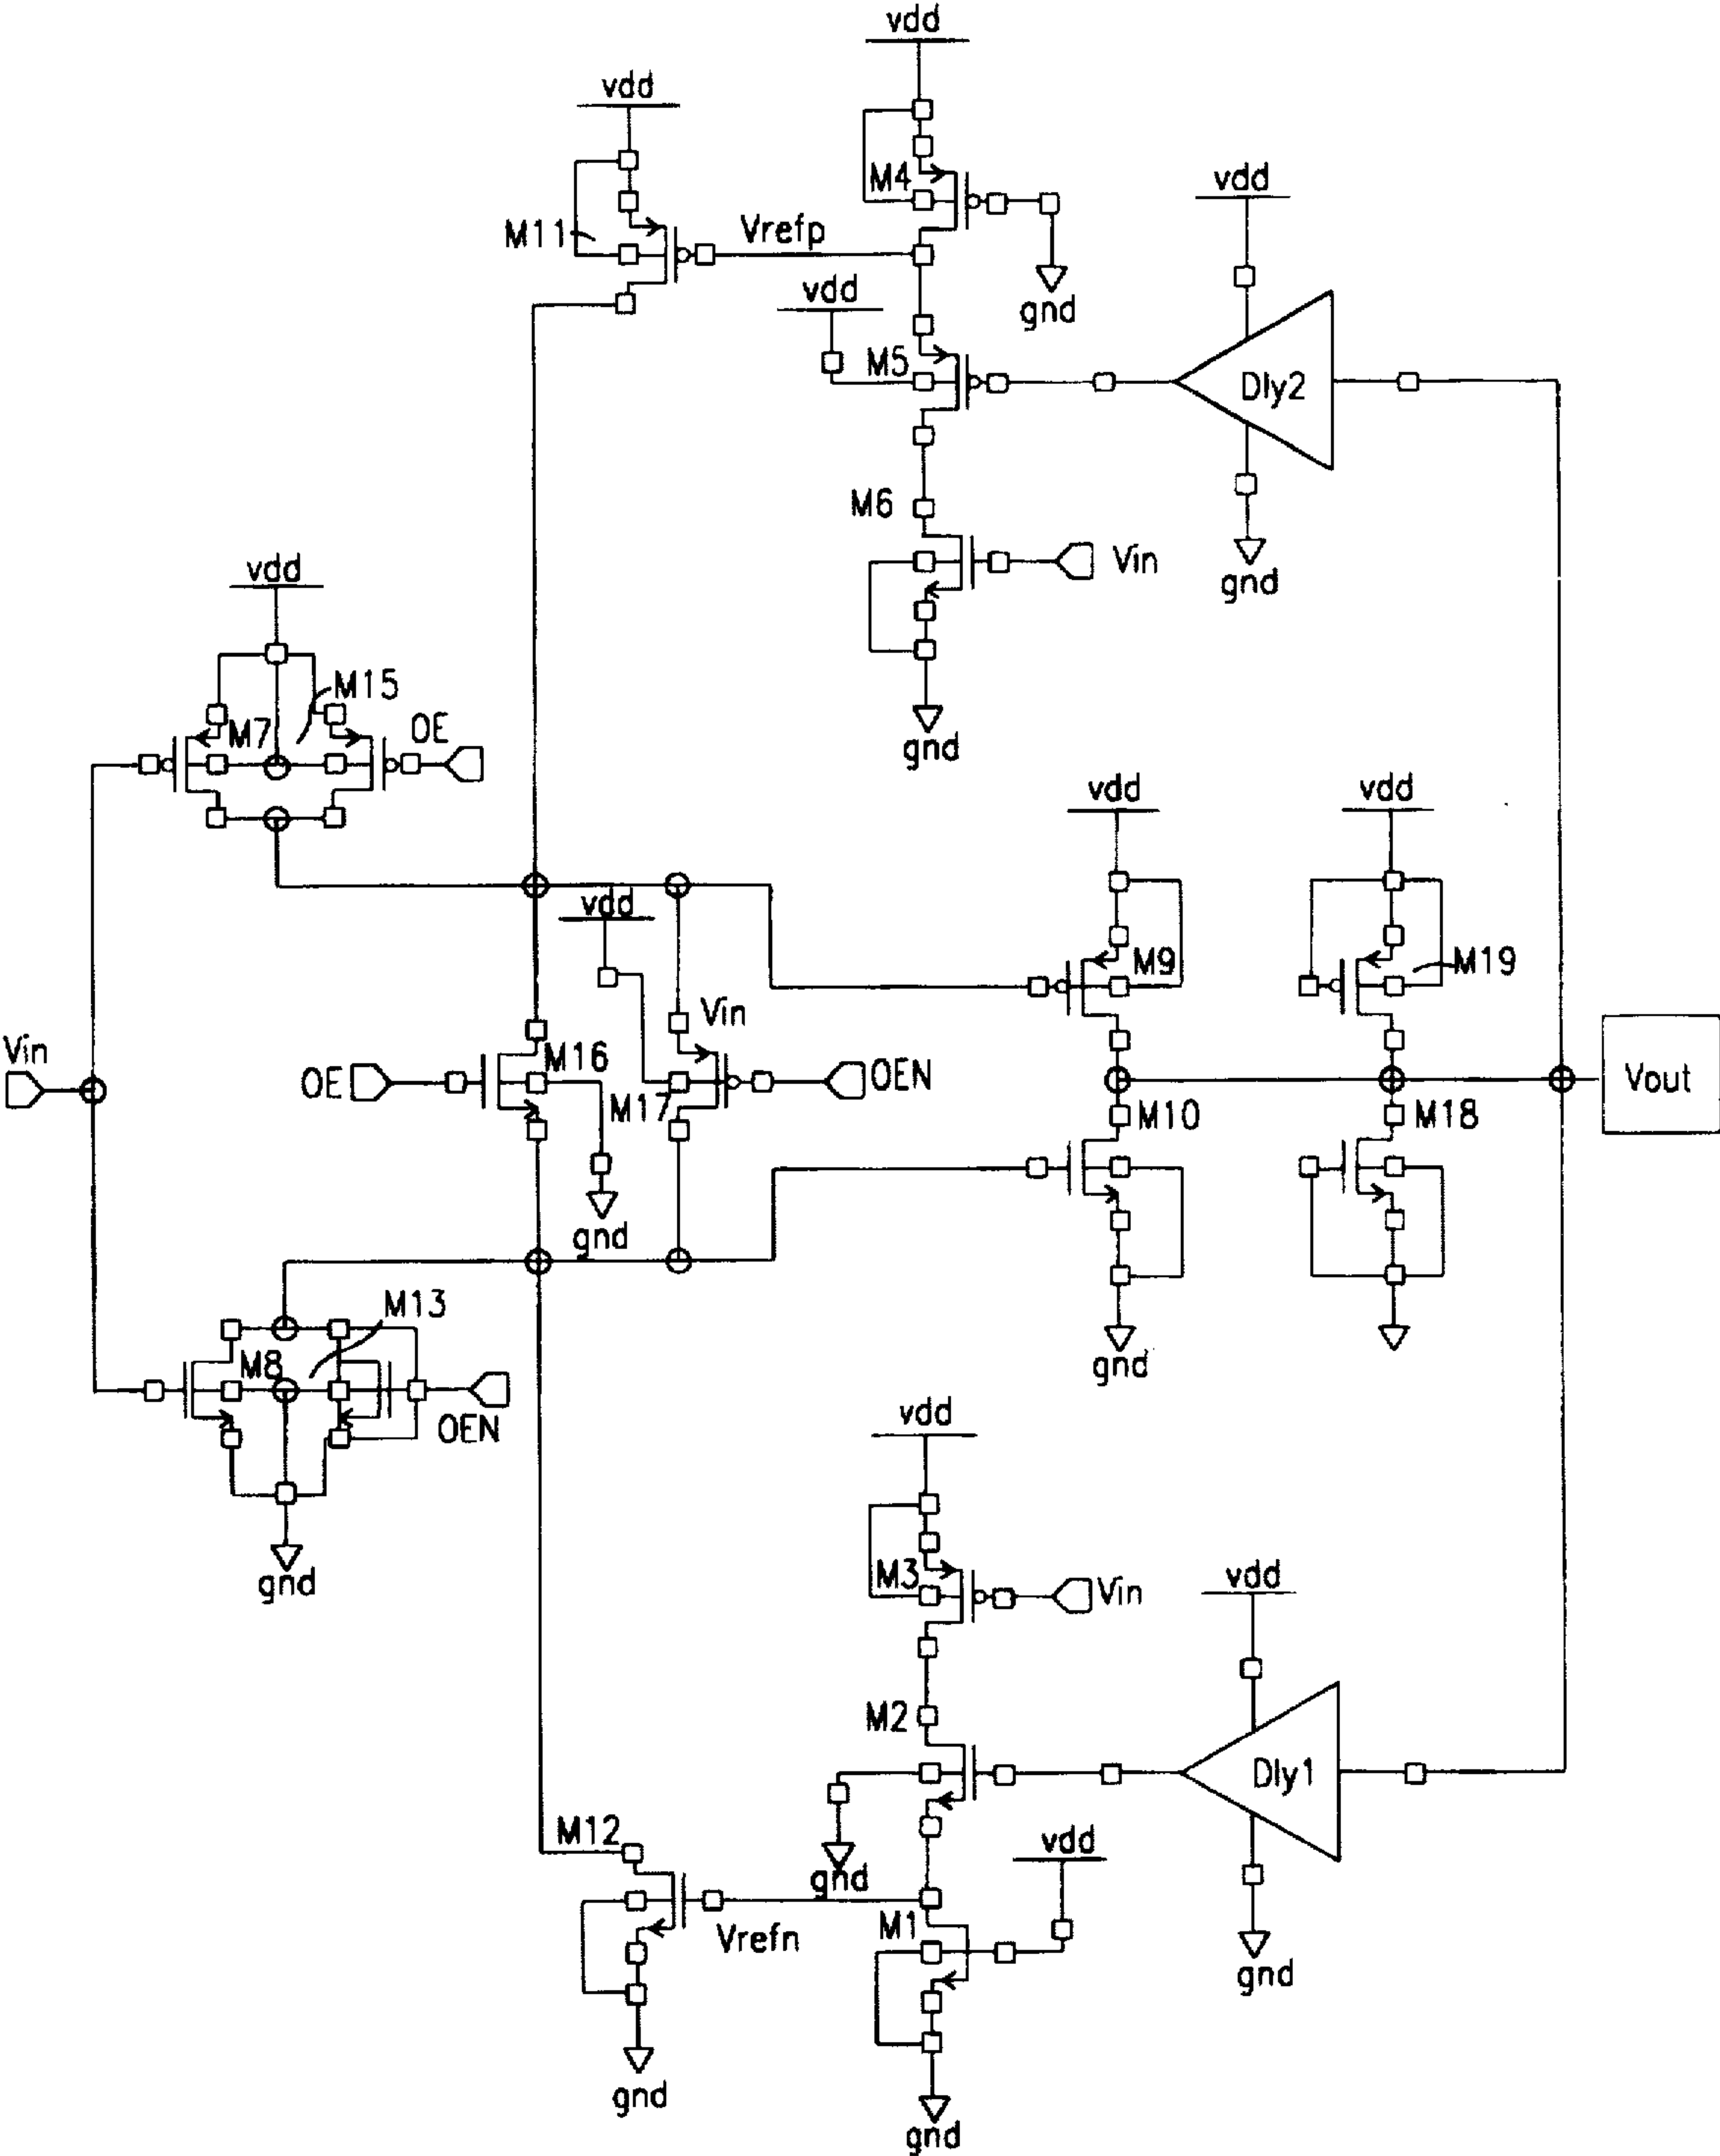 vdd
vdd
M4
vdd
M11
Vrefp
vdd
gnd
M5
Dly2
M6
Vin
vdd
gnd
M15
M7
OE
gnd
vdd
vdd
vdd
M9
M19
Vin
Vin
M16
OE
OEN
Vout
M17
M10
M18
gnd
M13
M8
gnd
OEN
vdd
M3
Vin
vdd
gnd
M2
Dly1
M12
vdd
gnd
M1
Vrefn
gnd
gnd
gnd